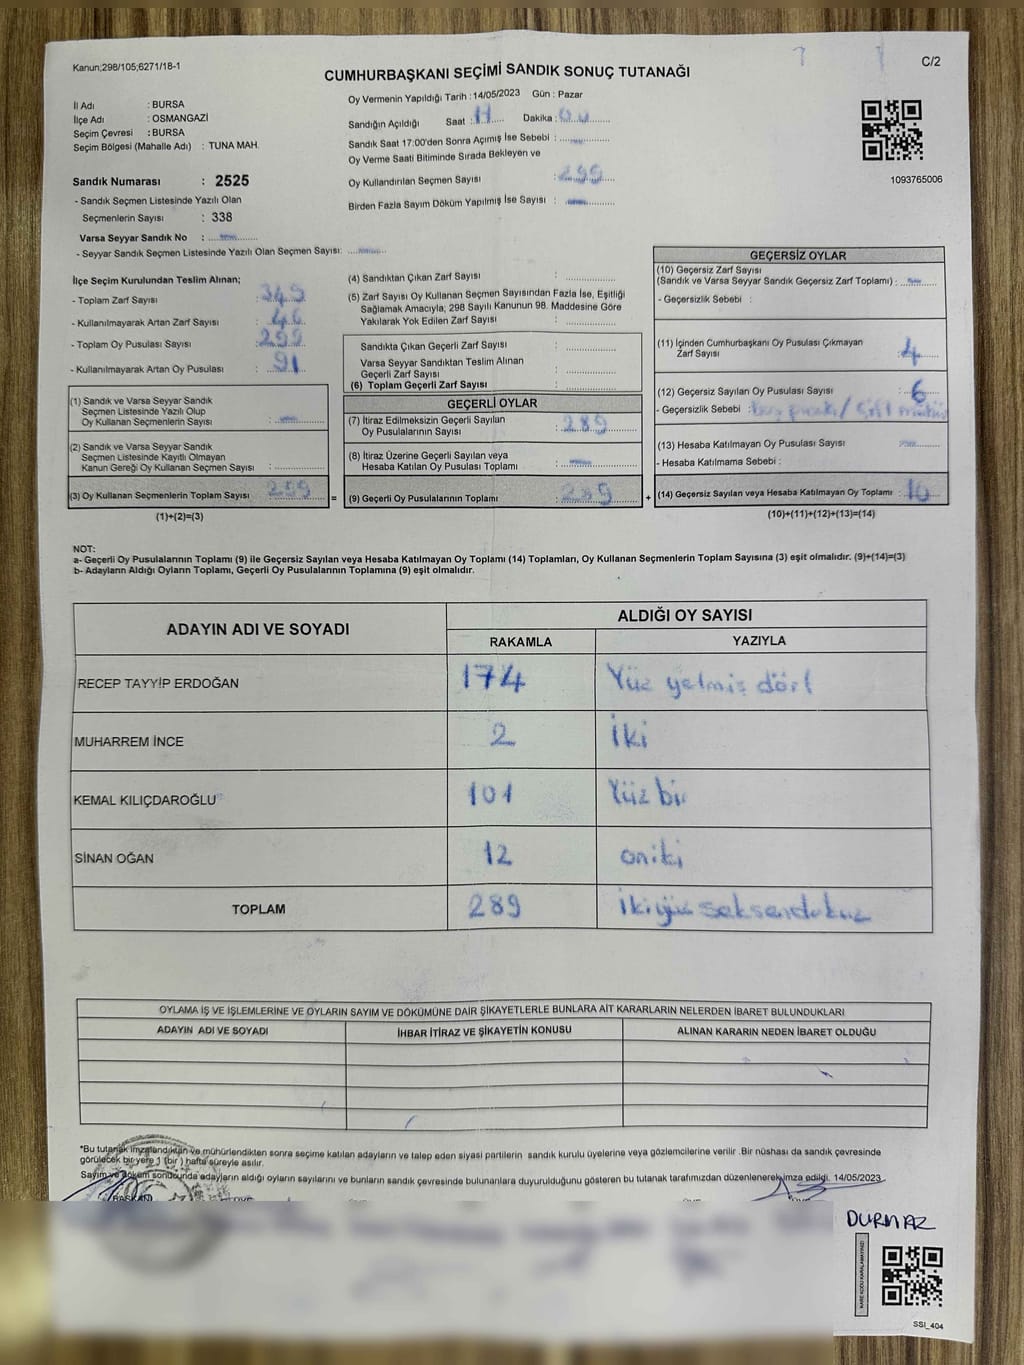 Kanun;298/105;6271/18-1
C/2
CUMHURBAŞKANI SEÇİMİ SANDIK SONUÇ TUTANAĞI
İl Adı : BURSA
İlçe Adı : OSMANGAZİ
Seçim Çevresi : BURSA
Seçim Bölgesi (Mahalle Adı) : TUNA MAH.
Sandık Numarası : 2525
- Sandık Seçmen Listesinde Yazılı Olan
Seçmenlerin Sayısı : 338
Varsa Seyyar Sandık No :
- Seyyar Sandık Seçmen Listesinde Yazılı Olan Seçmen Sayısı:
Oy Vermenin Yapıldığı Tarih : 14/05/2023 Gün : Pazar
Sandığın Açıldığı Saat : Dakika :
Sandık Saat 17:00'den Sonra Açımış İse Sebebi :
Oy Verme Saati Bitiminde Sırada Bekleyen ve
Oy Kullandırılan Seçmen Sayısı : 299
Birden Fazla Sayım Döküm Yapılmış İse Sayısı :
1093765006
İlçe Seçim Kurulundan Teslim Alınan;
- Toplam Zarf Sayısı : 349
- Kullanılmayarak Artan Zarf Sayısı :
- Toplam Oy Pusulası Sayısı :
- Kullanılmayarak Artan Oy Pusulası : 91
(1) Sandık ve Varsa Seyyar Sandık
Seçmen Listesinde Yazılı Olup
Oy Kullanan Seçmenlerin Sayısı :
(2) Sandık ve Varsa Seyyar Sandık
Seçmen Listesinde Kayıtlı Olmayan
Kanun Gereği Oy Kullanan Seçmen Sayısı :
(3) Oy Kullanan Seçmenlerin Toplam Sayısı : 299
(1)+(2)=(3)
(4) Sandıktan Çıkan Zarf Sayısı :
(5) Zarf Sayısı Oy Kullanan Seçmen Sayısından Fazla İse, Eşitliği
Sağlamak Amacıyla; 298 Sayılı Kanunun 98. Maddesine Göre
Yakılarak Yok Edilen Zarf Sayısı :
Sandıkta Çıkan Geçerli Zarf Sayısı :
Varsa Seyyar Sandıktan Teslim Alınan
Geçerli Zarf Sayısı :
(6) Toplam Geçerli Zarf Sayısı :
GEÇERLİ OYLAR
(7) İtiraz Edilmeksizin Geçerli Sayılan
Oy Pusulalarının Sayısı : 289
(8) İtiraz Üzerine Geçerli Sayılan veya
Hesaba Katılan Oy Pusulası Toplamı :
= (9) Geçerli Oy Pusulalarının Toplamı : 289 +
GEÇERSİZ OYLAR
(10) Geçersiz Zarf Sayısı
(Sandık ve Varsa Seyyar Sandık Geçersiz Zarf Toplamı) :
- Geçersizlik Sebebi :
(11) İçinden Cumhurbaşkanı Oy Pusulası Çıkmayan
Zarf Sayısı : 4
(12) Geçersiz Sayılan Oy Pusulası Sayısı : 6
- Geçersizlik Sebebi :
(13) Hesaba Katılmayan Oy Pusulası Sayısı :
- Hesaba Katılmama Sebebi :
(14) Geçersiz Sayılan veya Hesaba Katılmayan Oy Toplamı : 10
(10)+(11)+(12)+(13)=(14)
NOT:
a- Geçerli Oy Pusulalarının Toplamı (9) ile Geçersiz Sayılan veya Hesaba Katılmayan Oy Toplamı (14) Toplamları, Oy Kullanan Seçmenlerin Toplam Sayısına (3) eşit olmalıdır. (9)+(14)=(3)
b- Adayların Aldığı Oyların Toplamı, Geçerli Oy Pusulalarının Toplamına (9) eşit olmalıdır.
ADAYIN ADI VE SOYADI
ALDIĞI OY SAYISI
RAKAMLA YAZIYLA
RECEP TAYYİP ERDOĞAN 174 Yüz yetmiş dört
MUHARREM İNCE 2 İki
KEMAL KILIÇDAROĞLU 101 Yüz bir
SİNAN OĞAN 12 oniki
TOPLAM 289 İkiyüz seksendokuz
OYLAMA İŞ VE İŞLEMLERİNE VE OYLARIN SAYIM VE DÖKÜMÜNE DAİR ŞİKAYETLERLE BUNLARA AİT KARARLARIN NELERDEN İBARET BULUNDUKLARI
ADAYIN ADI VE SOYADI İHBAR İTİRAZ VE ŞİKAYETİN KONUSU ALINAN KARARIN NEDEN İBARET OLDUĞU
*Bu tutanak imzalandıktan ve mühürlendikten sonra seçime katılan adayların ve talep eden siyasi partilerin sandık kurulu üyelerine veya gözlemcilerine verilir .Bir nüshası da sandık çevresinde
görülecek bir yere 1 (bir ) hafta süreyle asılır.
Sayım ve döküm sonucunda adayların aldığı oyların sayılarını ve bunların sandık çevresinde bulunanlara duyurulduğunu gösteren bu tutanak tarafımızdan düzenlenerek imza edildi. 14/05/2023
BAŞKAN
DURMAZ
KARE KODU KARALAMAYINIZ!
SSI_404